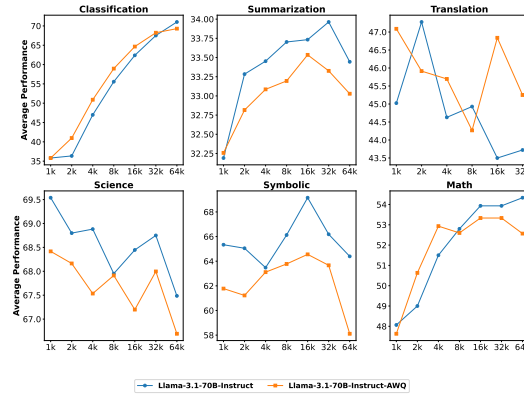 Classification
Summarization
Translation
Average Performance
70
65
60
55
50
45
40
35
1k 2k 4k 8k 16k 32k 64k
34.00
33.75
33.50
33.25
33.00
32.75
32.50
32.25
1k 2k 4k 8k 16k 32k 64k
47.0
46.5
46.0
45.5
45.0
44.5
44.0
43.5
1k 2k 4k 8k 16k
Science
Symbolic
Math
Average Performance
69.5
69.0
68.5
68.0
67.5
67.0
1k 2k 4k 8k 16k 32k 64k
68
66
64
62
60
58
1k 2k 4k 8k 16k 32k 64k
54
53
52
51
50
49
48
1k 2k 4k 8k 16k 32k 64k
Llama-3.1-70B-Instruct
Llama-3.1-70B-Instruct-AWQ